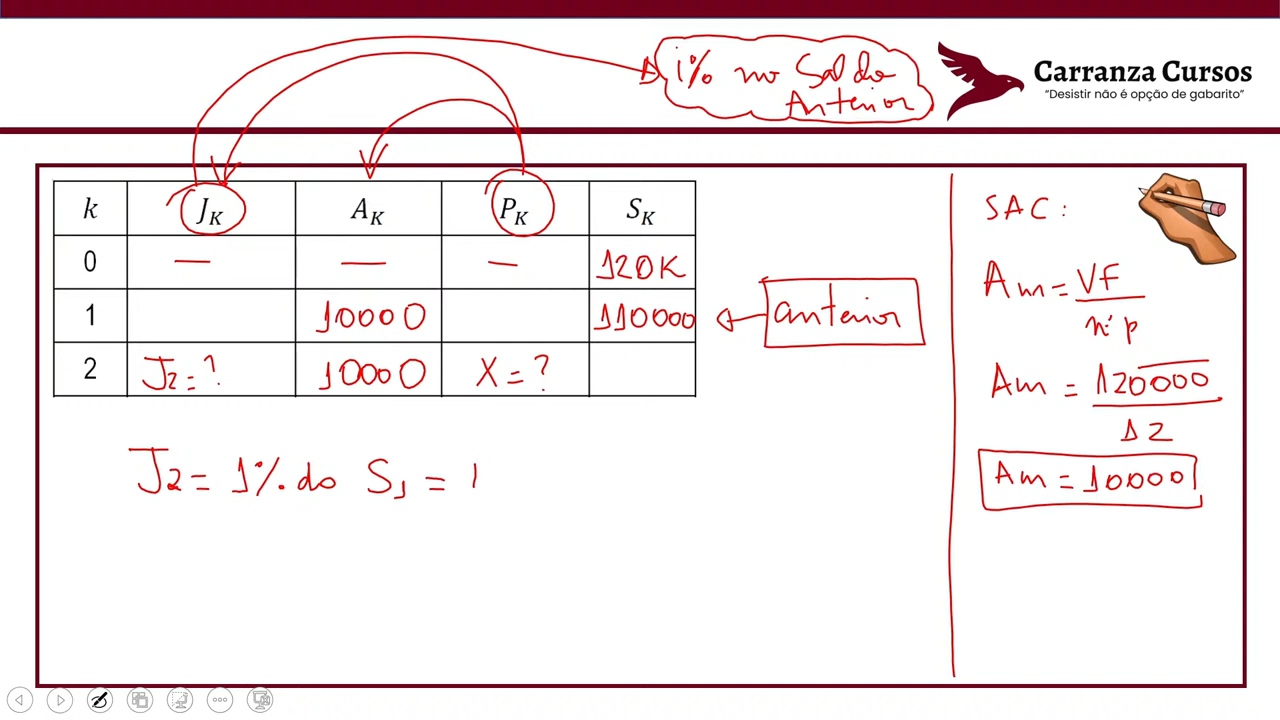 i% no Saldo
Anterior
Carranza Cursos
“Desistir não é opção de gabarito”
k J_K A_K P_K S_K
0 — — — 120K
1 10000 110000
2 J2=? 10000 X=?
anterior
J2 = 1% do S1 = 1
SAC:
Am = VF
nº p
Am = 120000
12
Am = 10000